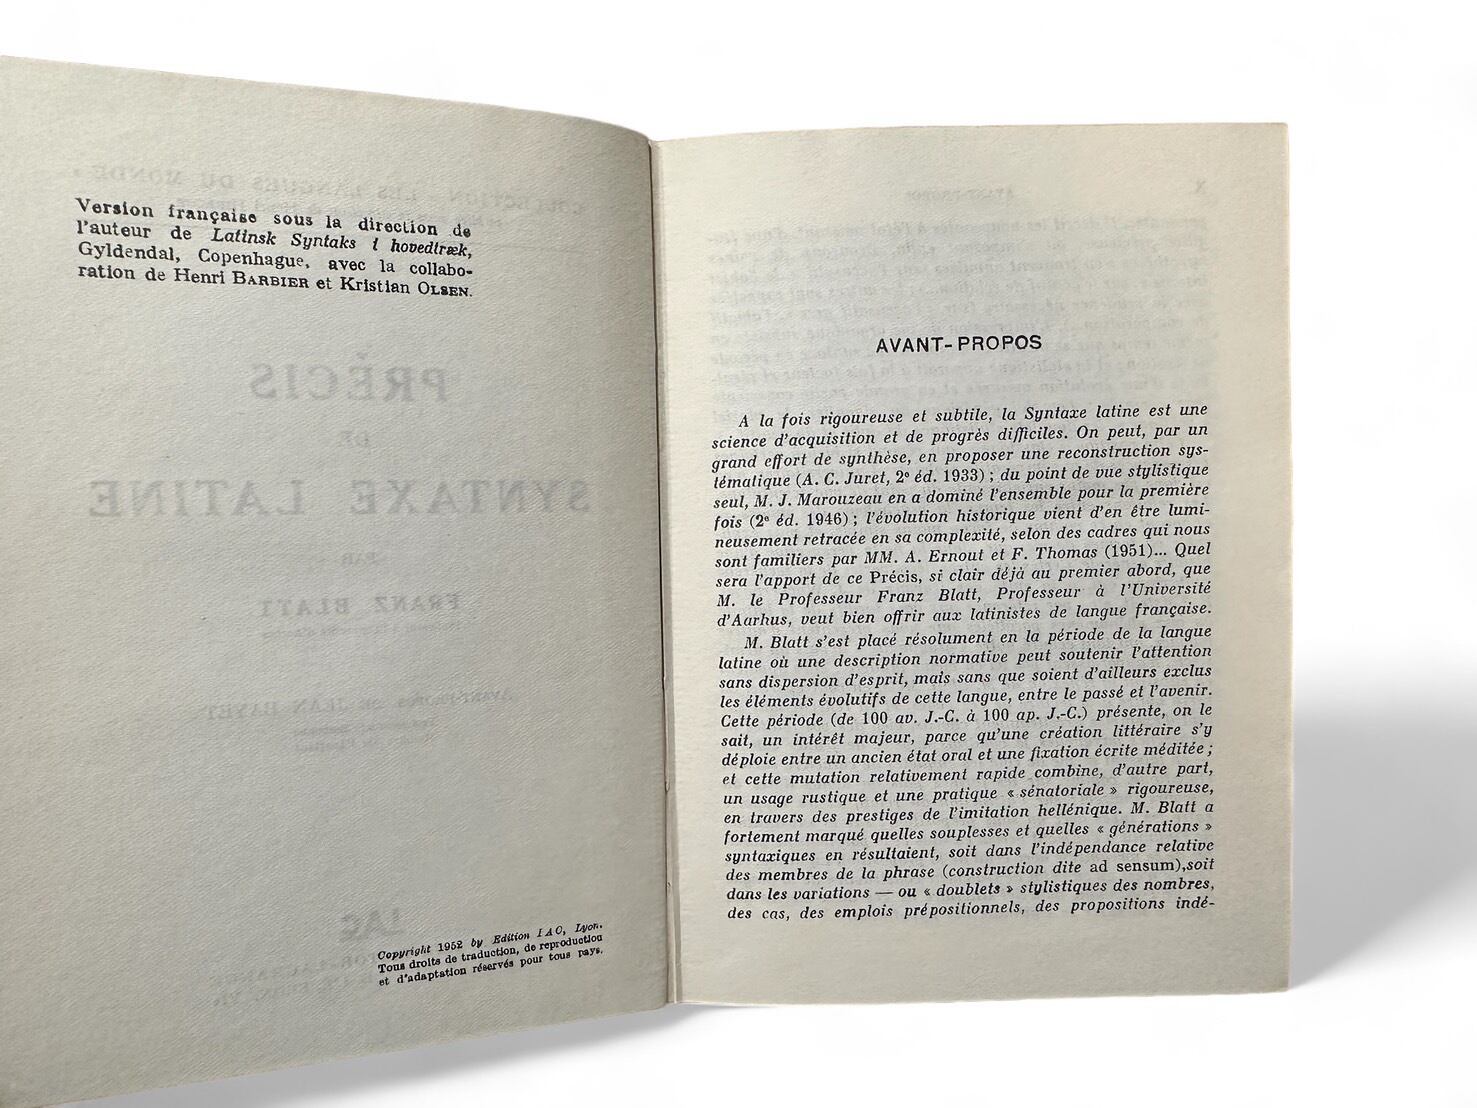 Version française sous la direction de
l'auteur de Latinsk Syntaks i hovedtræk,
Gyldendal, Copenhague, avec la collabo-
ration de Henri BARBIER et Kristian OLSEN.
PRÉCIS
DE
SYNTAXE LATINE
PAR
FRANZ BLATT
Copyright 1952 by Edition IAC, Lyon.
Tous droits de traduction, de reproduction
et d'adaptation réservés pour tous pays.
AVANT-PROPOS
A la fois rigoureuse et subtile, la Syntaxe latine est une
science d'acquisition et de progrès difficiles. On peut, par un
grand effort de synthèse, en proposer une reconstruction sys-
tématique (A. C. Juret, 2e éd. 1933) ; du point de vue stylistique
seul, M. J. Marouzeau en a dominé l'ensemble pour la première
fois (2e éd. 1946) ; l'évolution historique vient d'en être lumi-
neusement retracée en sa complexité, selon des cadres qui nous
sont familiers par MM. A. Ernout et F. Thomas (1951)... Quel
sera l'apport de ce Précis, si clair déjà au premier abord, que
M. le Professeur Franz Blatt, Professeur à l'Université
d'Aarhus, veut bien offrir aux latinistes de langue française.
M. Blatt s'est placé résolument en la période de la langue
latine où une description normative peut soutenir l'attention
sans dispersion d'esprit, mais sans que soient d'ailleurs exclus
les éléments évolutifs de cette langue, entre le passé et l'avenir.
Cette période (de 100 av. J.-C. à 100 ap. J.-C.) présente, on le
sait, un intérêt majeur, parce qu'une création littéraire s'y
déploie entre un ancien état oral et une fixation écrite méditée ;
et cette mutation relativement rapide combine, d'autre part,
un usage rustique et une pratique « sénatoriale » rigoureuse,
en travers des prestiges de l'imitation hellénique. M. Blatt a
fortement marqué quelles souplesses et quelles « générations »
syntaxiques en résultaient, soit dans l'indépendance relative
des membres de la phrase (construction dite ad sensum),soit
dans les variations — ou « doublets » stylistiques des nombres,
des cas, des emplois prépositionnels, des propositions indé-